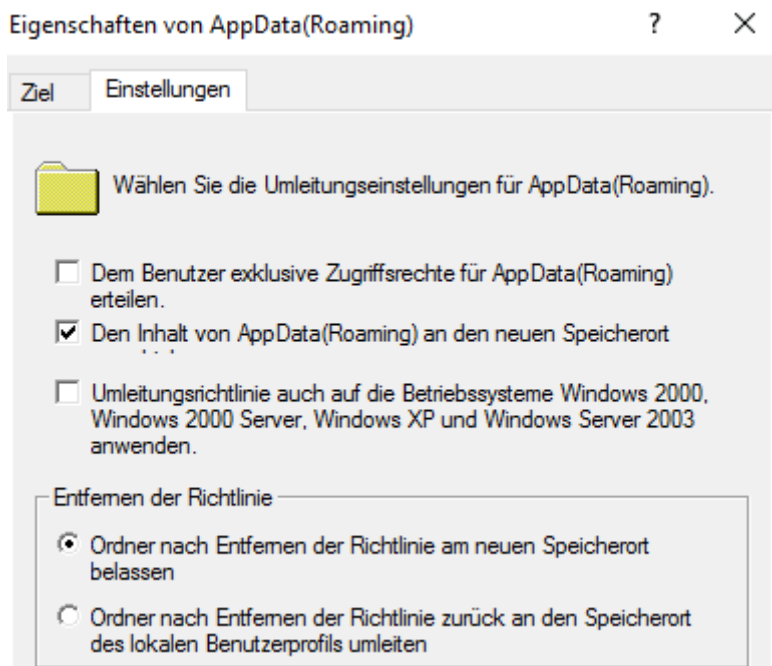 Eigenschaften von AppData(Roaming)
Ziel
Einstellungen
Wählen Sie die Umleitungseinstellungen für AppData(Roaming).
Dem Benutzer exklusive Zugriffsrechte für AppData(Roaming)
erteilen.
Den Inhalt von AppData(Roaming) an den neuen Speicherort
Umleitungsrichtlinie auch auf die Betriebssysteme Windows 2000,
Windows 2000 Server, Windows XP und Windows Server 2003
anwenden.
Entfernen der Richtlinie
Ordner nach Entfernen der Richtlinie am neuen Speicherort
belassen
Ordner nach Entfernen der Richtlinie zurück an den Speicherort
des lokalen Benutzerprofils umleiten